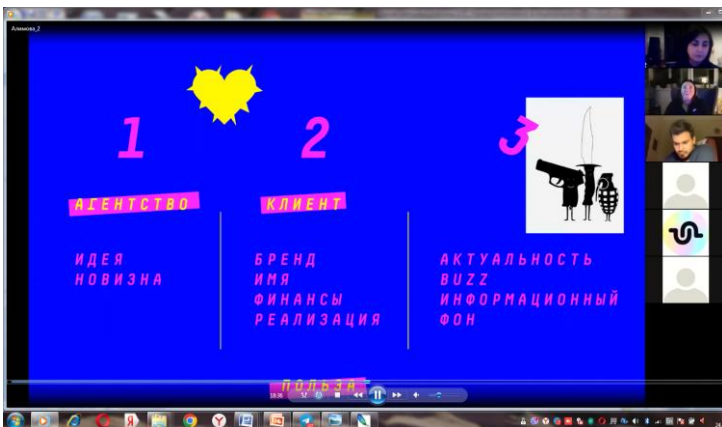 Алимова_2
1
2
3
АГЕНТСТВО
КЛИЕНТ
ИДЕЯ
НОВИЗНА
БРЕНД
ИМЯ
ФИНАНСЫ
РЕАЛИЗАЦИЯ
АКТУАЛЬНОСТЬ
BUZZ
ИНФОРМАЦИОННЫЙ
ФОН
ПОЛЬЗА